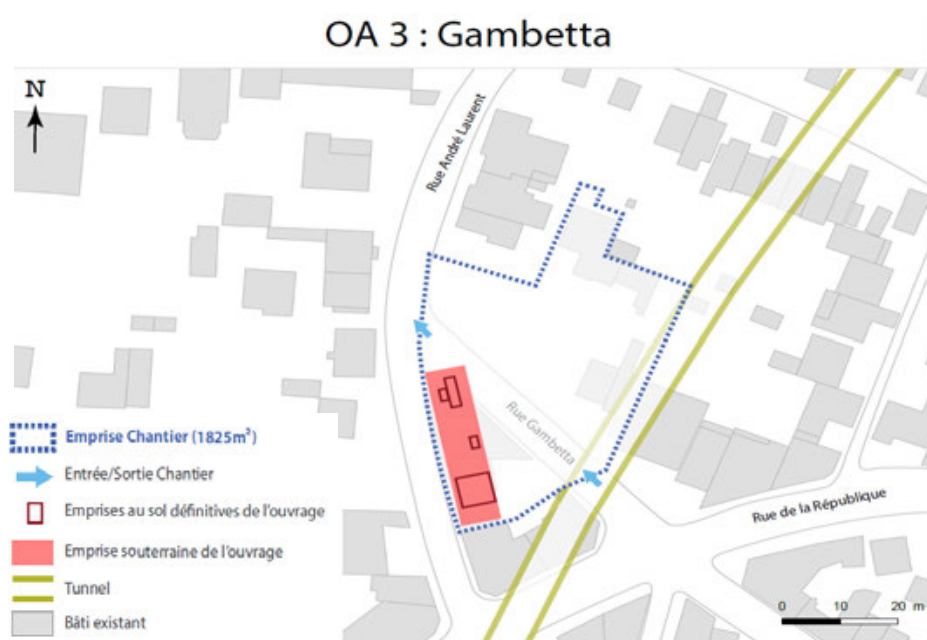 OA 3 : Gambetta
N
Rue André Laurent
Rue Gambetta
Rue de la République
Emprise Chantier (1825m²)
Entrée/Sortie Chantier
Emprises au sol définitives de l'ouvrage
Emprise souterraine de l'ouvrage
Tunnel
Bâti existant
0 10 20 m